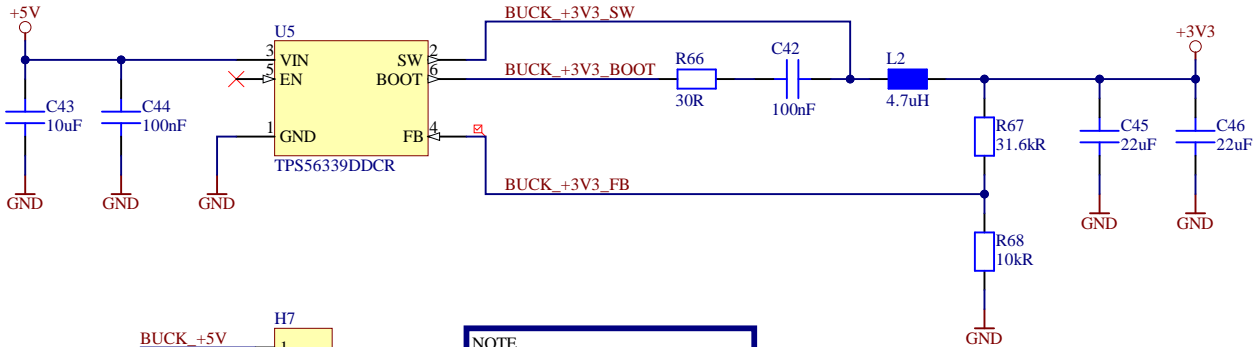 +5V
BUCK_+3V3_SW
+3V3
U5
3 VIN
SW 2
R66
C42
5 EN
BOOT 6
BUCK_+3V3_BOOT
L2
30R
100nF
4.7uH
C43
10uF
C44
100nF
1 GND
FB 4
R67
31.6kR
C45
22uF
C46
22uF
TPS56339DDCR
BUCK_+3V3_FB
GND
GND
GND
GND
GND
R68
10kR
H7
BUCK_+5V
1
NOTE
GND